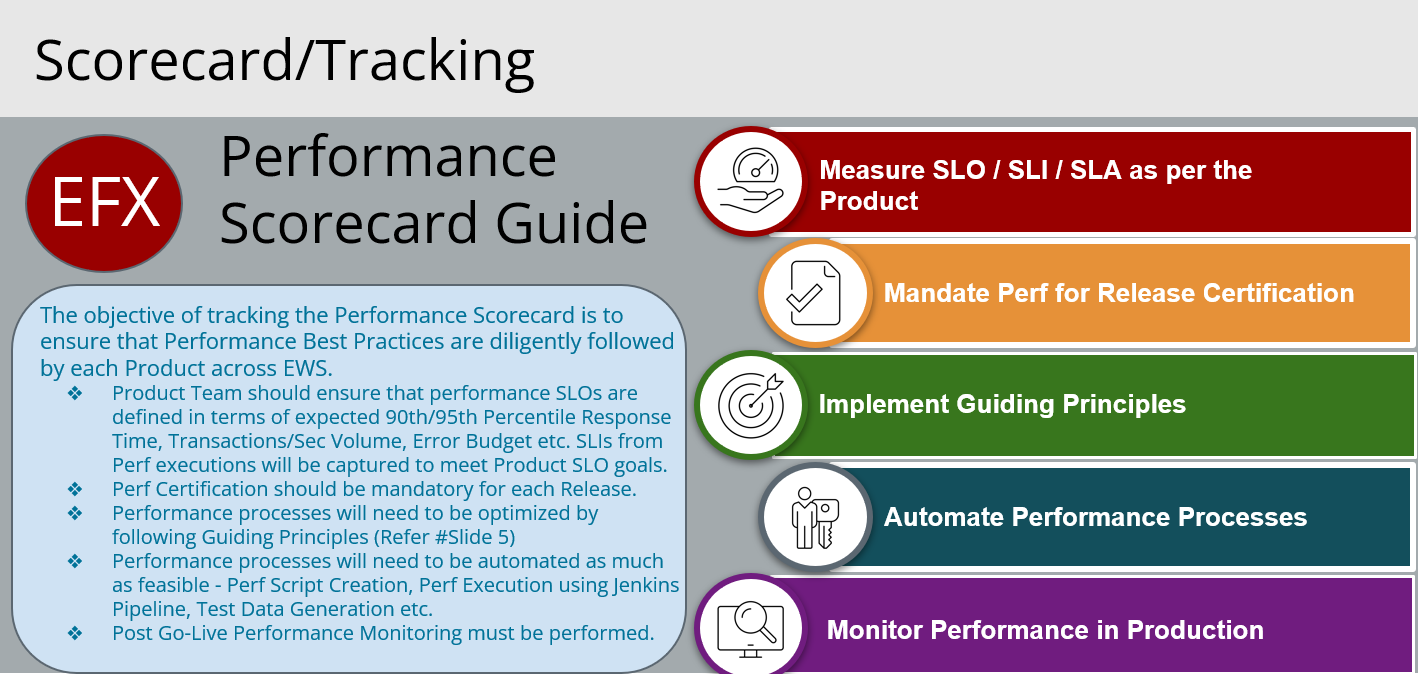 Scorecard/Tracking
EFX
Performance
Scorecard Guide
The objective of tracking the Performance Scorecard is to
ensure that Performance Best Practices are diligently followed
by each Product across EWS.
❖ Product Team should ensure that performance SLOs are
defined in terms of expected 90th/95th Percentile Response
Time, Transactions/Sec Volume, Error Budget etc. SLIs from
Perf executions will be captured to meet Product SLO goals.
❖ Perf Certification should be mandatory for each Release.
❖ Performance processes will need to be optimized by
following Guiding Principles (Refer #Slide 5)
❖ Performance processes will need to be automated as much
as feasible - Perf Script Creation, Perf Execution using Jenkins
Pipeline, Test Data Generation etc.
❖ Post Go-Live Performance Monitoring must be performed.
Measure SLO / SLI / SLA as per the
Product
Mandate Perf for Release Certification
Implement Guiding Principles
Automate Performance Processes
Monitor Performance in Production